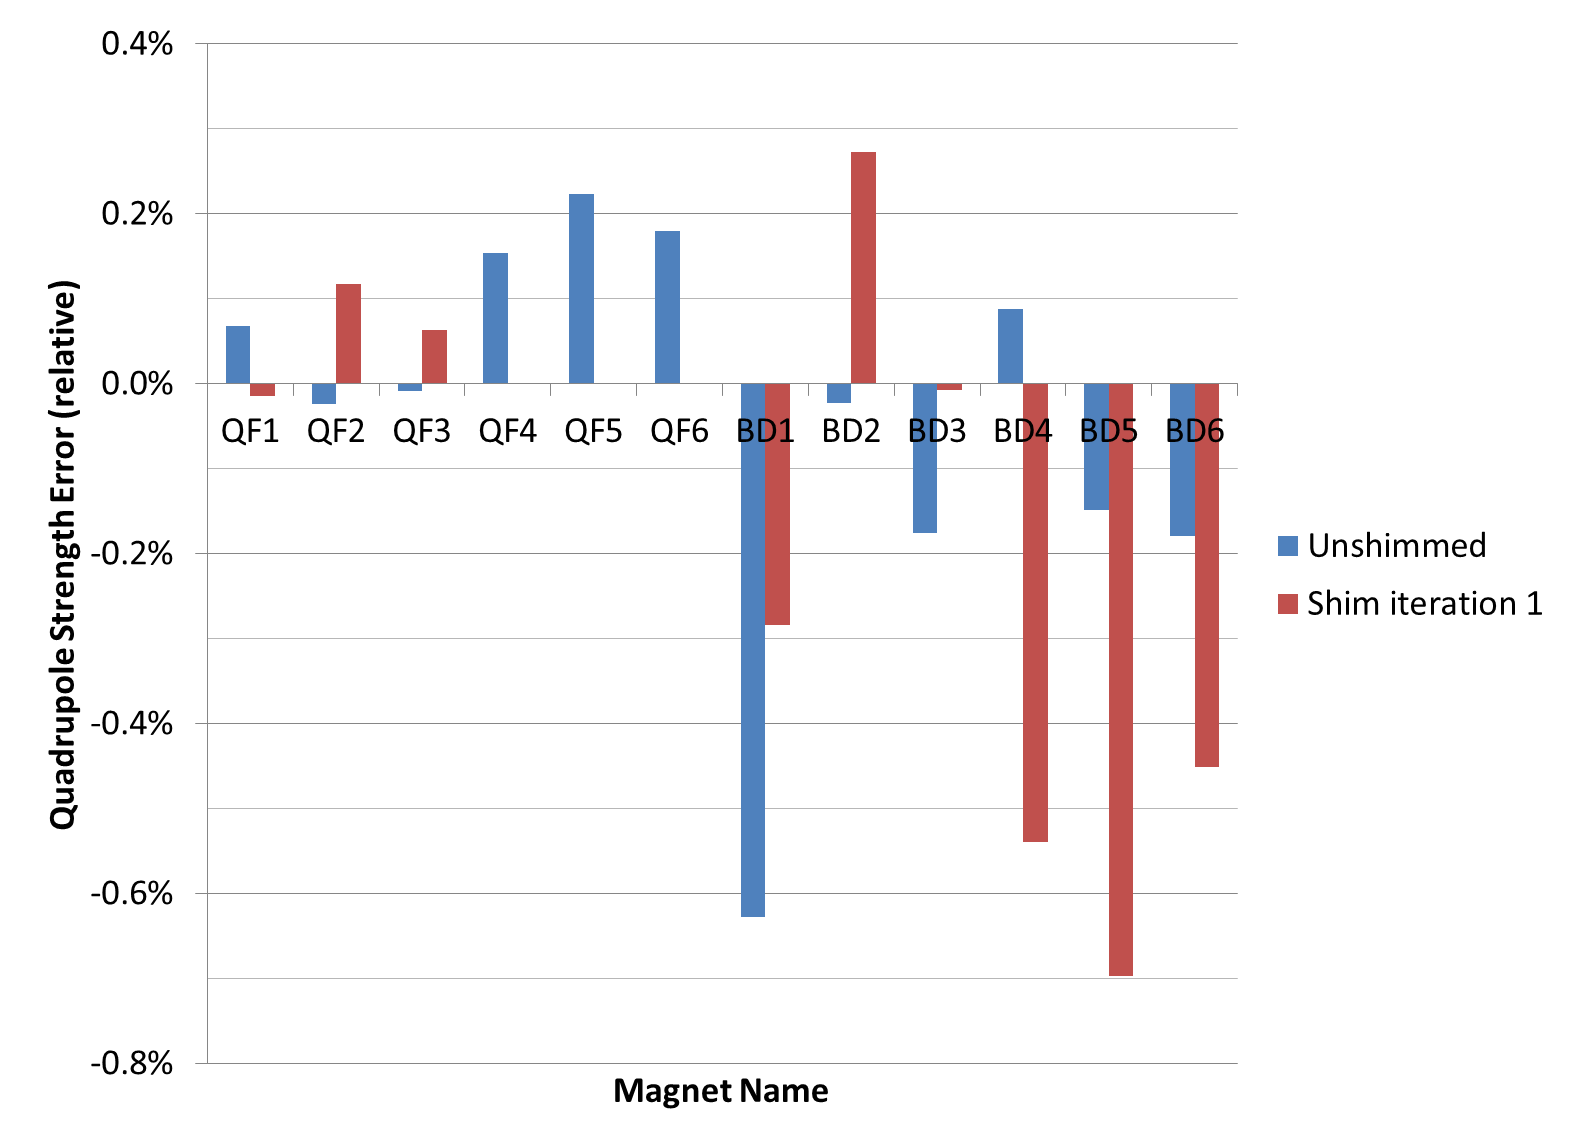 0.4%
0.2%
0.0%
-0.2%
-0.4%
-0.6%
-0.8%
Quadrupole Strength Error (relative)
QF1 QF2 QF3 QF4 QF5 QF6 BD1 BD2 BD3 BD4 BD5 BD6
Unshimmed
Shim iteration 1
Magnet Name